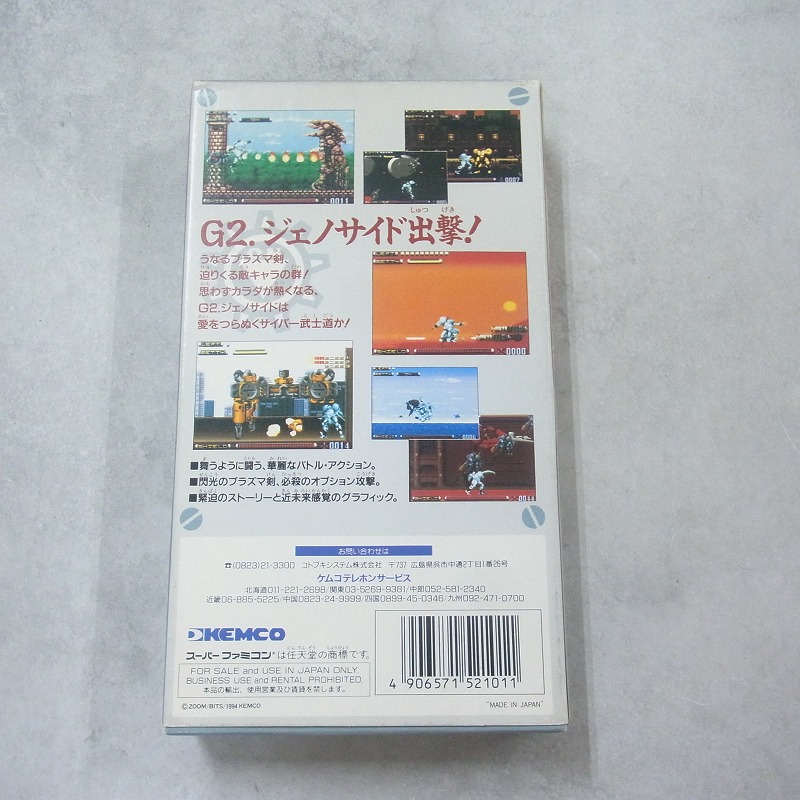 G2.ジェノサイド出撃!
うなるプラズマ剣、
迫りくる敵キャラの群!
思わずカラダが熱くなる、
G2.ジェノサイドは
愛をつらぬくサイバー武士道か!
■舞うように闘う、華麗なバトル・アクション。
■閃光のプラズマ剣、必殺のオプション攻撃。
■緊迫のストーリーと近未来感覚のグラフィック。
お問い合わせは
☎(0823)21-3300 コトブキシステム株式会社 〒737 広島県呉市中通2丁目1番26号
ケムコテレホンサービス
北海道011-221-2698/関東03-5269-9381/中部052-581-2340
近畿06-885-5225/中国0823-24-9999/四国0899-45-0346/九州092-471-0700
KEMCO
スーパーファミコンは任天堂の商標です。
FOR SALE and USE IN JAPAN ONLY.
BUSINESS USE and RENTAL PROHIBITED
本品の輸出、使用営業及び賃貸を禁じます。
4 906571 521011
©ZOOM/BITS/1994 KEMCO
"MADE IN JAPAN"